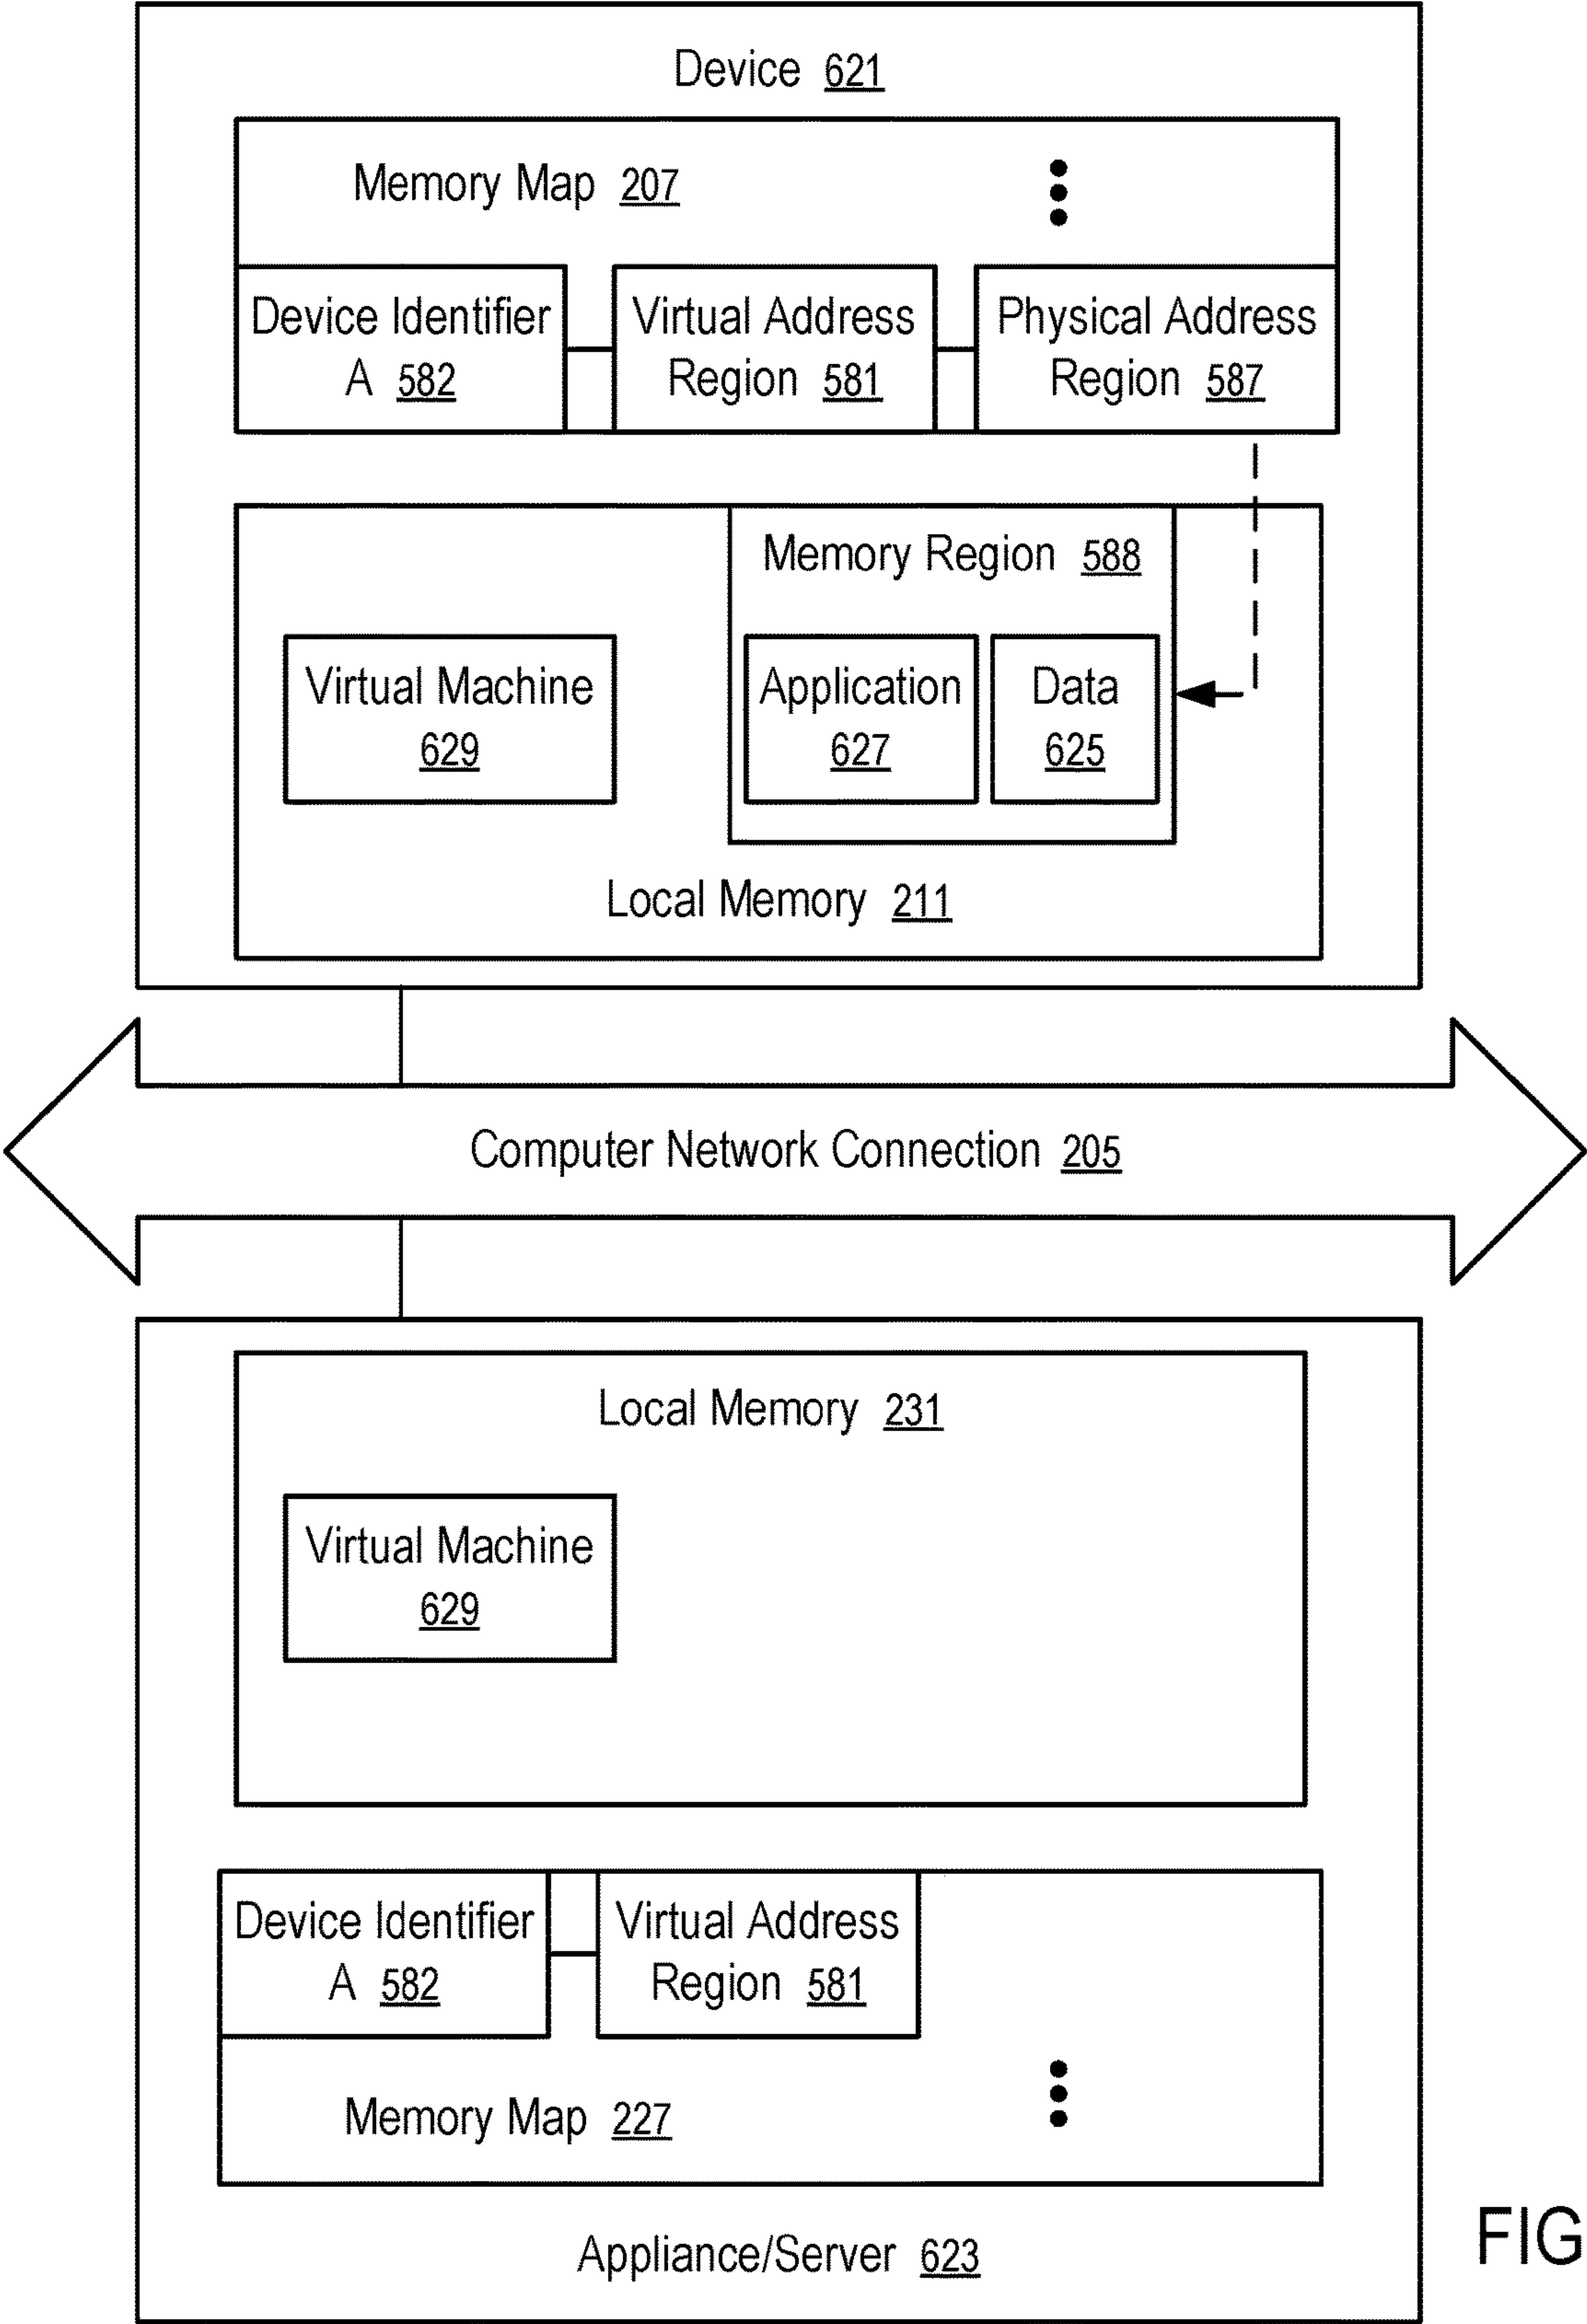 Device 621
Memory Map 207
Device Identifier
A 582
Virtual Address
Region 581
Physical Address
Region 587
Memory Region 588
Virtual Machine
629
Application
627
Data
625
Local Memory 211
Computer Network Connection 205
Local Memory 231
Virtual Machine
629
Device Identifier
A 582
Virtual Address
Region 581
Memory Map 227
Appliance/Server 623
FIG